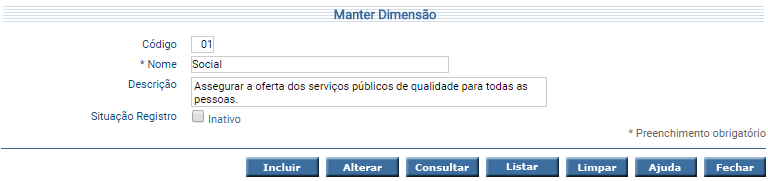 Manter Dimensão
Código 01
* Nome Social
Descrição Assegurar a oferta dos serviços públicos de qualidade para todas as
pessoas.
Situação Registro Inativo
* Preenchimento obrigatório
Incluir Alterar Consultar Listar Limpar Ajuda Fechar